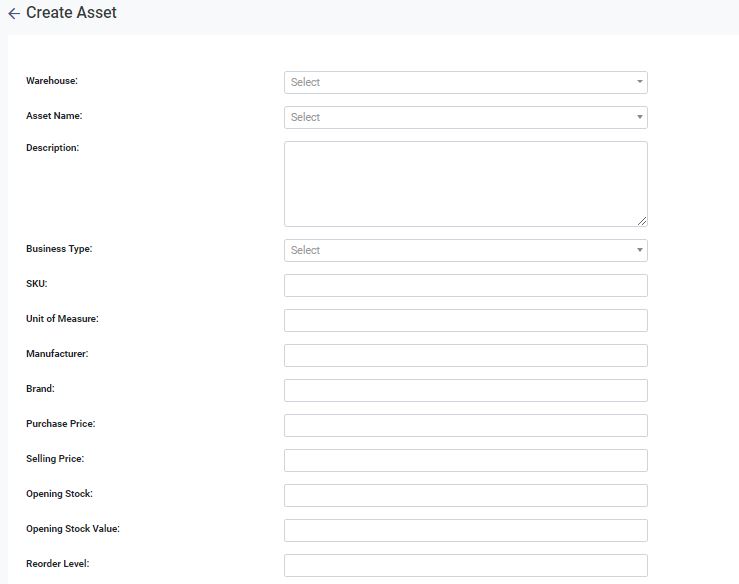 Create Asset
Warehouse: Select
Asset Name: Select
Description:
Business Type: Select
SKU:
Unit of Measure:
Manufacturer:
Brand:
Purchase Price:
Selling Price:
Opening Stock:
Opening Stock Value:
Reorder Level: